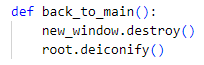 def back_to_main():
    new_window.destroy()
    root.deiconify()